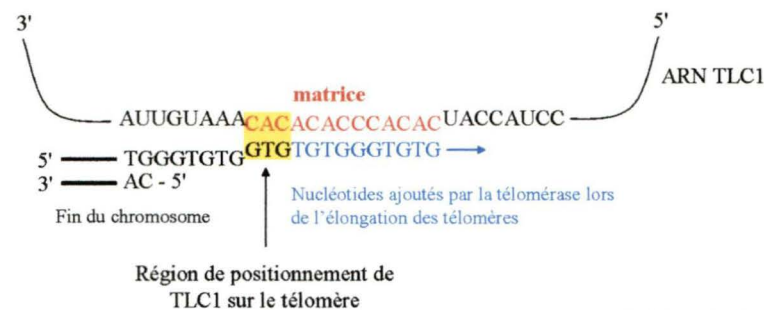 3'
5'
ARN TLC1
matrice
AUUGUAAACACACACCCACACUACCAUCC
5' TGGGTGTGGTGTGTGGGTGTG
3' AC - 5'
Nucléotides ajoutés par la télomérase lors
de l'élongation des télomères
Fin du chromosome
Région de positionnement de
TLC1 sur le télomère